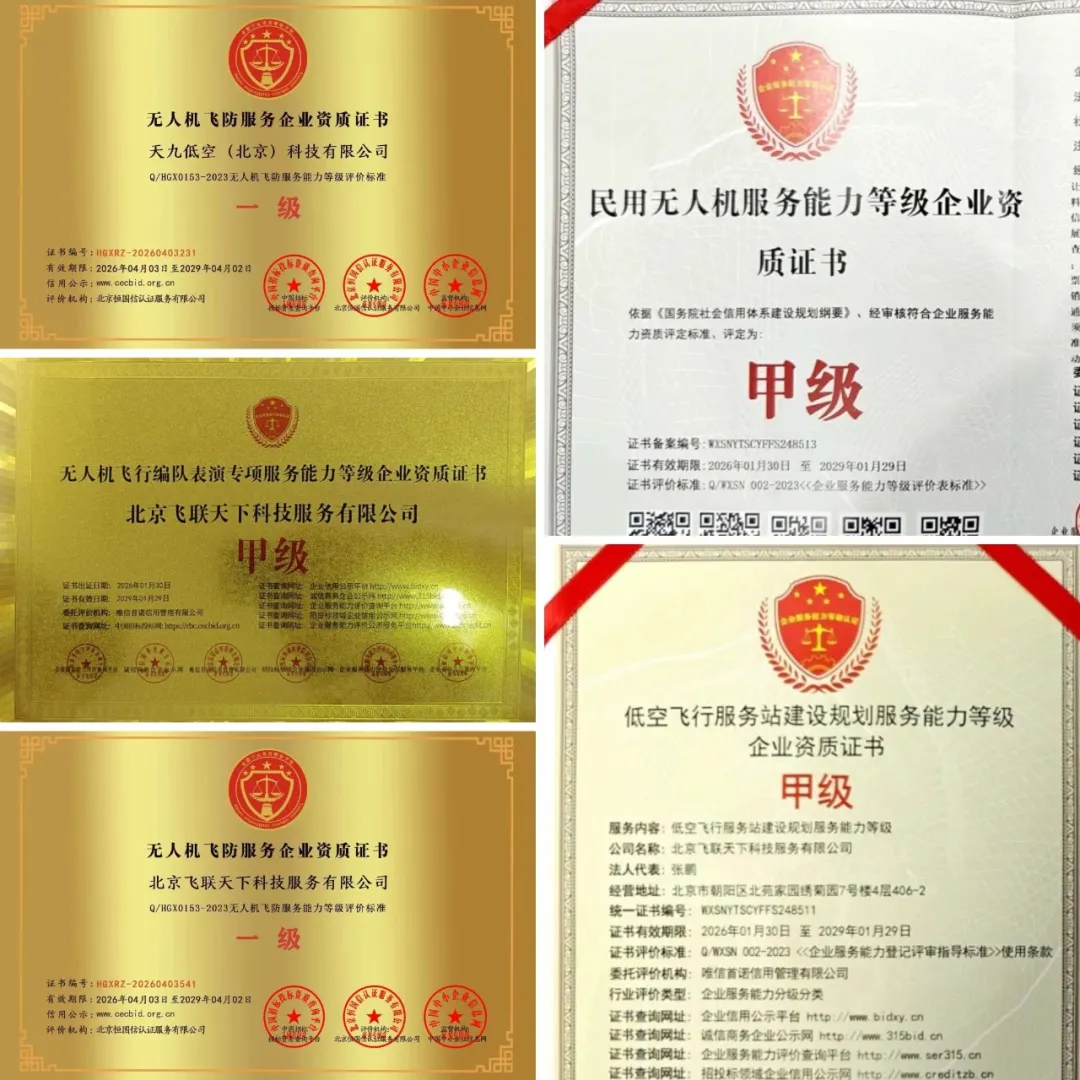 无人机飞防服务企业资质证书
天九低空（北京）科技有限公司
Q/HGX0153-2023无人机飞防服务能力等级评价标准
一 级
证书编号：HGXRZ-20260403231
有效期限：2026年04月03日至2029年04月02日
信用公示：www.cecbid.org.cn
评价机构：北京恒国信认证服务有限公司
无人机飞行编队表演专项服务能力等级企业资质证书
北京飞联天下科技服务有限公司
甲级
证书出证日期：2026年01月30日
证书有效日期：2029年01月29日
委托评价机构：唯信首诺信用管理有限公司
证书查询网址：企业信用公示平台 http://www.bidxy.cn
无人机飞防服务企业资质证书
北京飞联天下科技服务有限公司
Q/HGX0153-2023无人机飞防服务能力等级评价标准
一 级
证书编号：HGXRZ-20260403541
有效期限：2026年04月03日至2029年04月02日
信用公示：www.cecbid.org.cn
评价机构：北京恒国信认证服务有限公司
民用无人机服务能力等级企业资
质证书
依据《国务院社会信用体系建设规划纲要》、经审核符合企业服务能
力资质评定标准、评定为：
甲级
证书备案编号：WXSNYTSCYFFS248513
证书有效期限：2026年01月30日 至 2029年01月29日
证书评价标准：Q/WXSN 002-2023<<企业服务能力等级评价表标准>>
企业服务能力等级认证
低空飞行服务站建设规划服务能力等级
企业资质证书
甲级
服务内容：低空飞行服务站建设规划服务能力等级
公司名称：北京飞联天下科技服务有限公司
法人代表：张鹏
经营地址：北京市朝阳区北苑家园绣菊园7号楼4层406-2
统一证书编号：WXSNYTSCYFFS248511
证书有效期限：2026年01月30日 至 2029年01月29日
证书评价标准：Q/WXSN 002-2023 <<企业服务能力登记评审指导标准>>使用条款
委托评价机构：唯信首诺信用管理有限公司
行业评价类型：企业服务能力分级分类
证书查询网址：企业信用公示平台 http://www.bidxy.cn
证书查询网址：诚信商务企业公示网 http://www.315bid.cn
证书查询网址：企业服务能力评价查询平台 http://www.ser315.cn
证书查询网址：招投标领域企业信用公示网 http://www.creditzb.cn